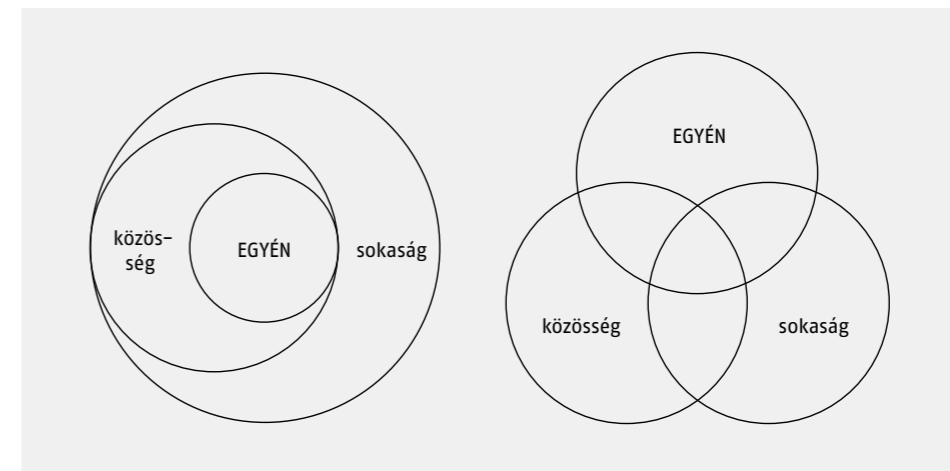 közös-
ség
EGYÉN
sokaság
EGYÉN
közösség
sokaság